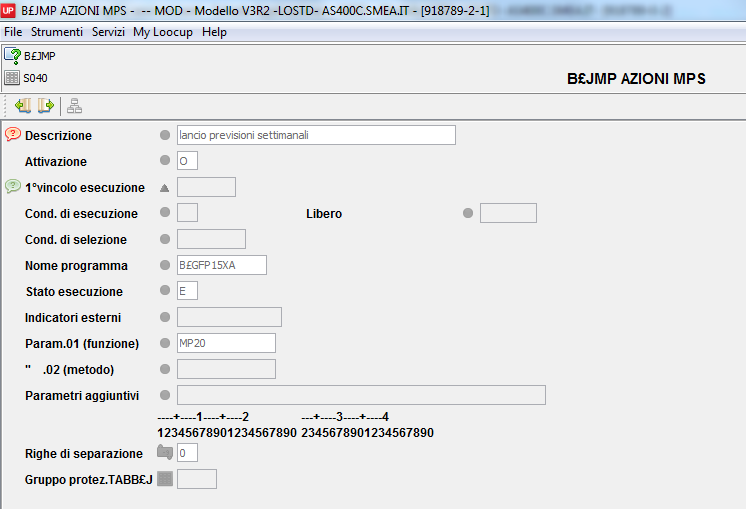 UP B£JMP AZIONI MPS - -- MOD - Modello V3R2 -LOSTD- AS400C.SMEA.IT - [918789-2-1]
File Strumenti Servizi My Loocup Help
B£JMP
S040
B£JMP AZIONI MPS
Descrizione lancio previsioni settimanali
Attivazione O
1°vincolo esecuzione
Cond. di esecuzione Libero
Cond. di selezione
Nome programma B£GFP15XA
Stato esecuzione E
Indicatori esterni
Param.01 (funzione) MP20
" .02 (metodo)
Parametri aggiuntivi
----+----1----+----2 ---+----3----+----4
12345678901234567890 2345678901234567890
Righe di separazione 0
Gruppo protez.TABB£J